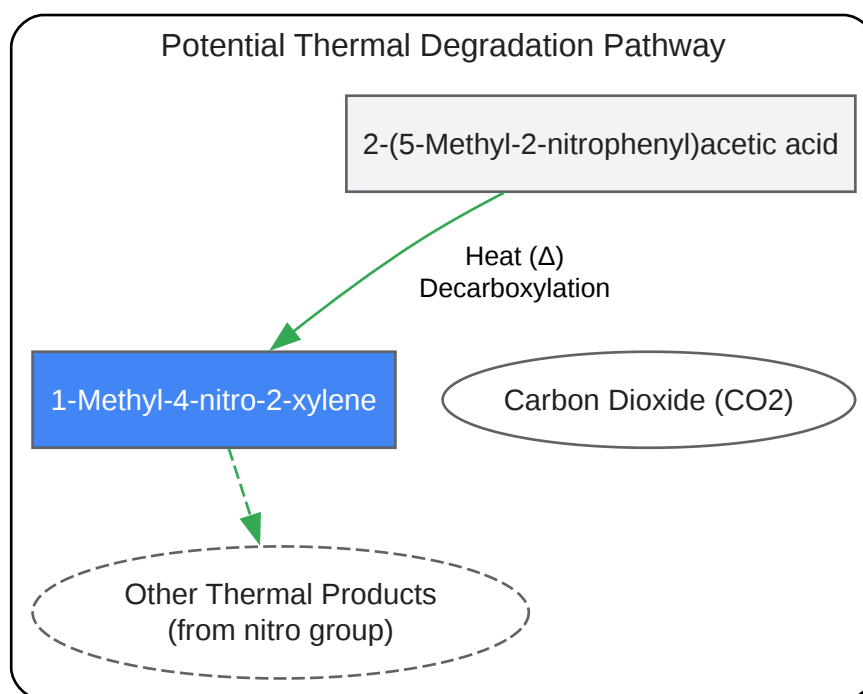 Potential Thermal Degradation Pathway
2-(5-Methyl-2-nitrophenyl)acetic acid
Heat (Δ)
Decarboxylation
1-Methyl-4-nitro-2-xylene
Carbon Dioxide (CO2)
Other Thermal Products
(from nitro group)